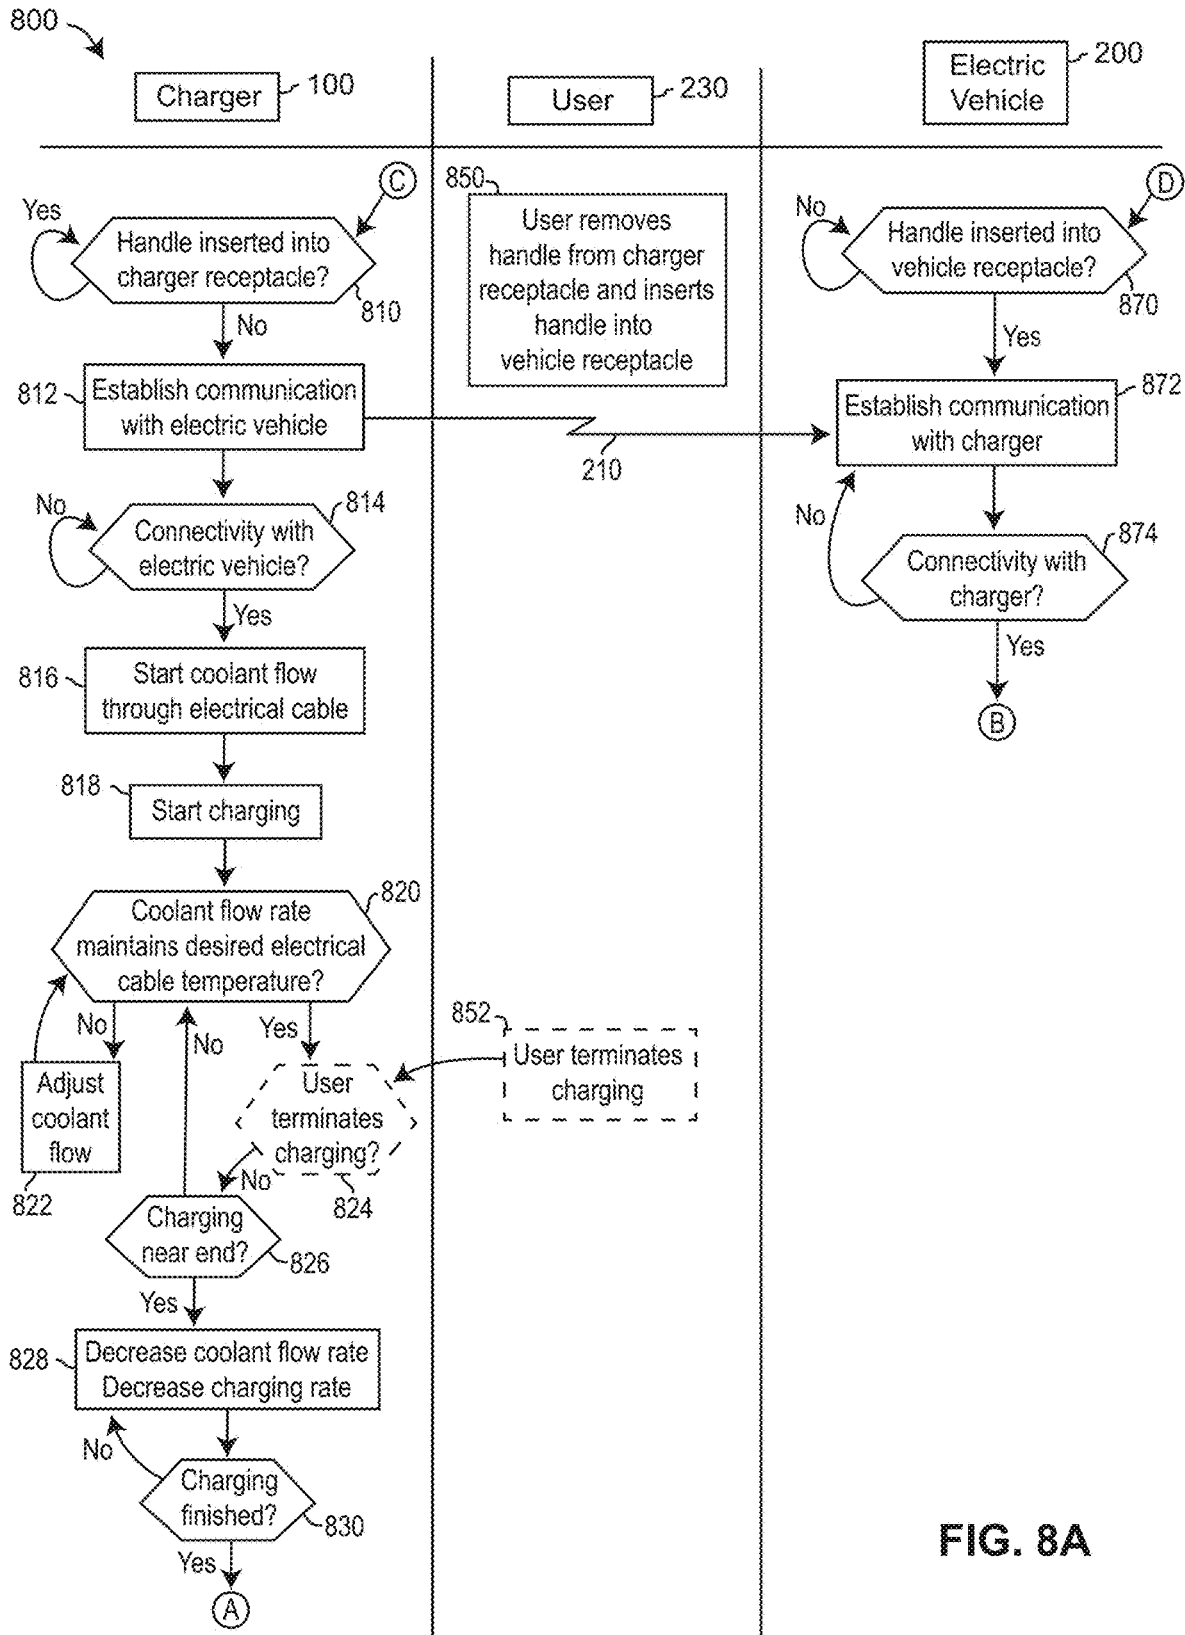 800
Charger
100
User
230
Electric
Vehicle
200
C
Yes
Handle inserted into
charger receptacle?
810
No
812
Establish communication
with electric vehicle
No
Connectivity with
electric vehicle?
814
Yes
816
Start coolant flow
through electrical cable
818
Start charging
820
Coolant flow rate
maintains desired electrical
cable temperature?
No
No
Yes
Adjust
coolant
flow
822
User
terminates
charging?
824
No
Charging
near end?
826
Yes
828
Decrease coolant flow rate
Decrease charging rate
No
Charging
finished?
830
Yes
A
850
User removes
handle from charger
receptacle and inserts
handle into
vehicle receptacle
210
852
User terminates
charging
D
No
Handle inserted into
vehicle receptacle?
870
Yes
872
Establish communication
with charger
No
874
Connectivity with
charger?
Yes
B
FIG. 8A